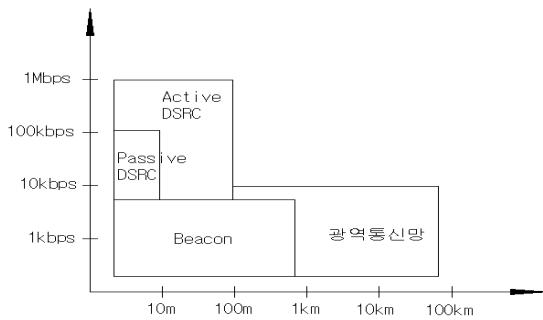 1Mbps
Active
DSRC
100kbps
Passive
DSRC
10kbps
1kbps
Beacon
광역통신망
10m
100m
1km
10km
100km